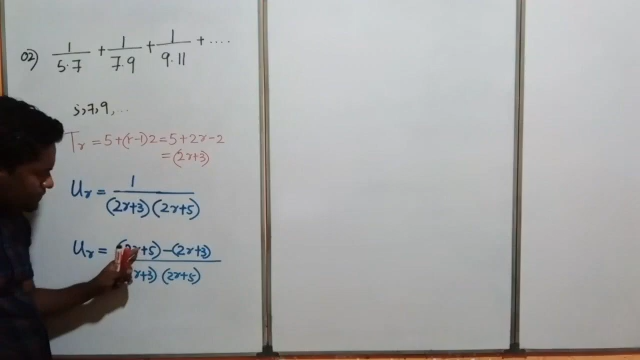 02) 1/5·7 + 1/7·9 + 1/9·11 + ....
5,7,9,...
Tr = 5+(r-1)2 = 5+2r-2
= (2r+3)
Ur = 1/(2r+3)(2r+5)
Ur = (2r+5)-(2r+3)/r+3)(2r+5)